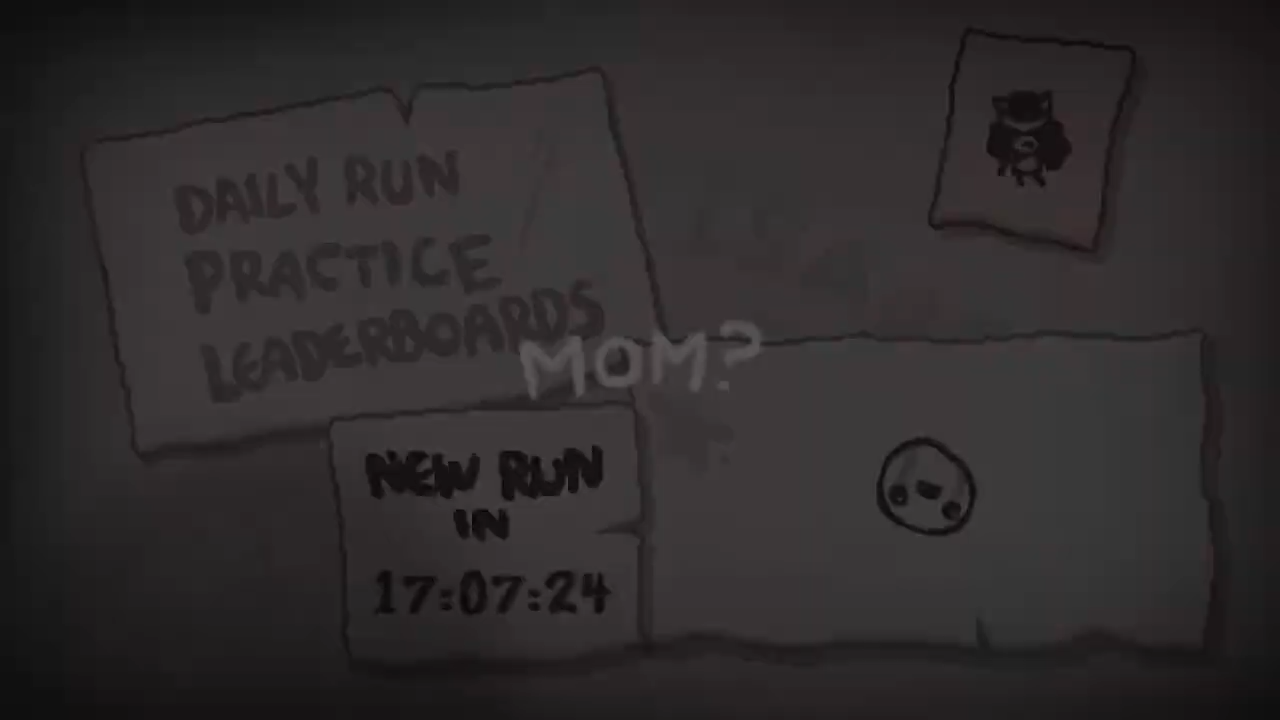 DAILY RUN
PRACTICE
LEADERBOARDS
MOM?
NEW RUN
IN
17:07:24